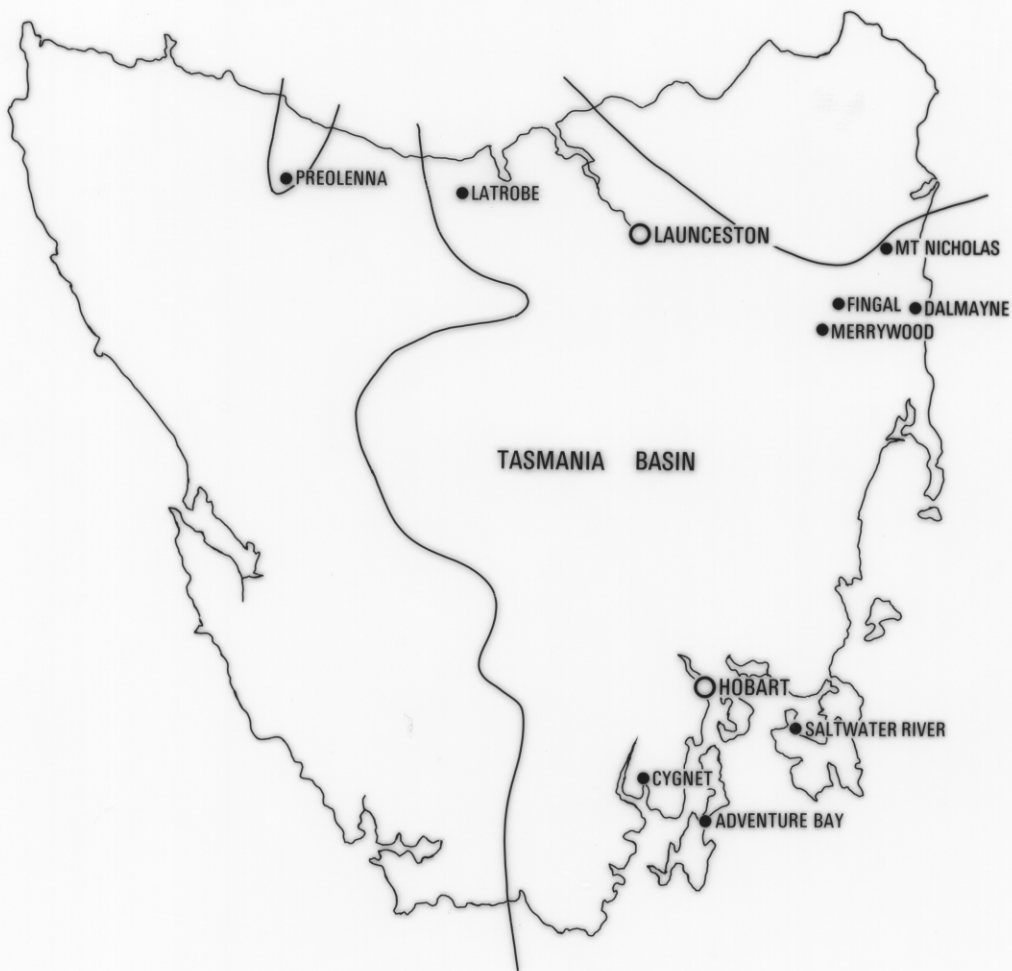 PREOLENNA
LATROBE
LAUNCESTON
MT NICHOLAS
FINGAL
DALMAYNE
MERRYWOOD
TASMANIA BASIN
HOBART
SALTWATER RIVER
CYGNET
ADVENTURE BAY